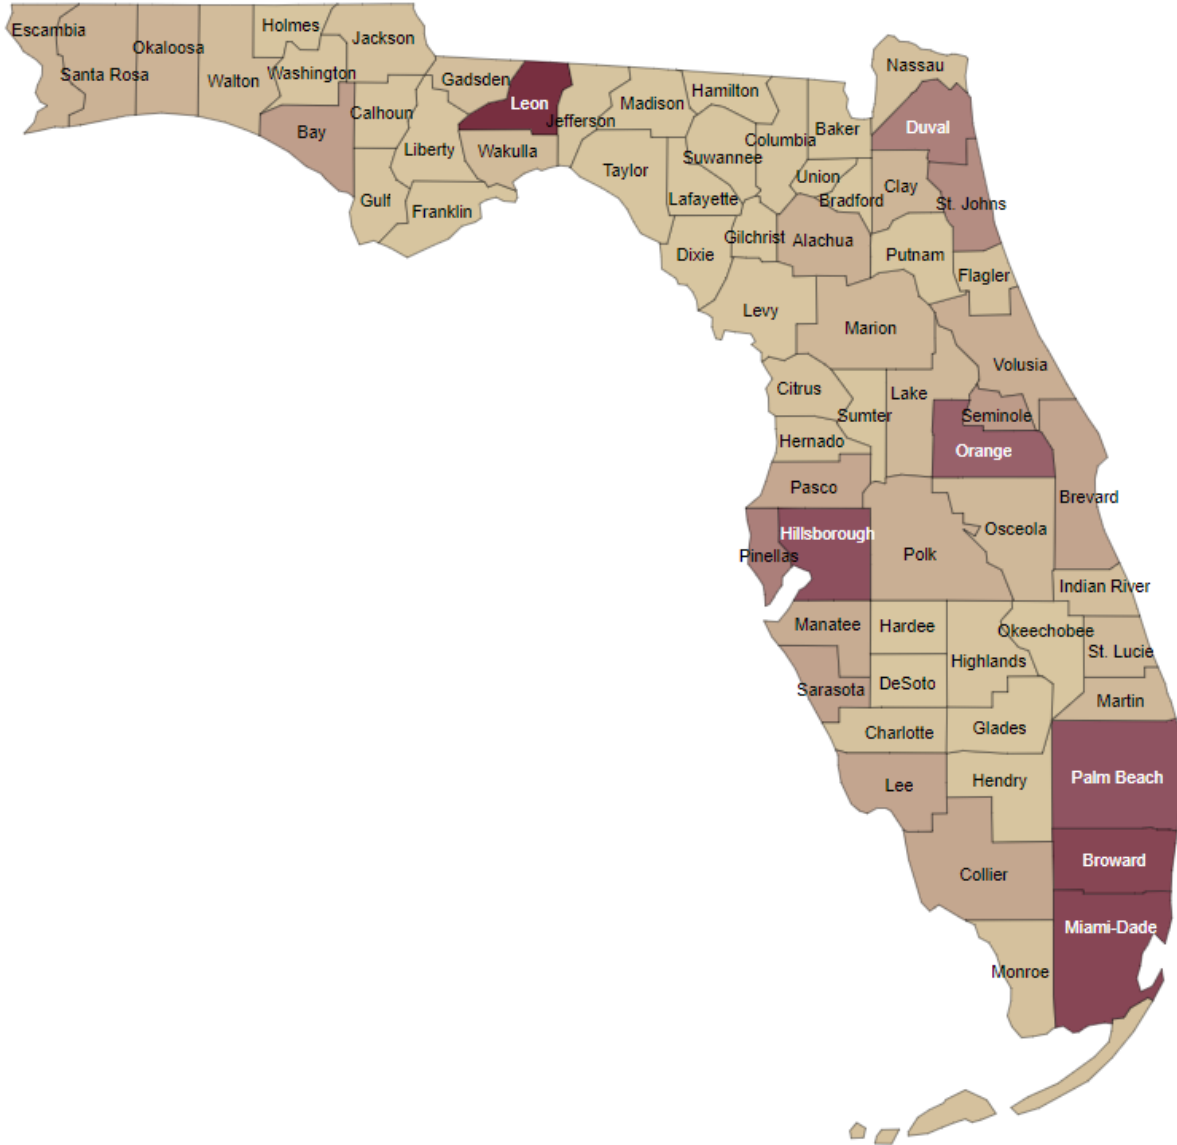 Escambia
Santa Rosa
Okaloosa
Walton
Holmes
Washington
Jackson
Bay
Calhoun
Gulf
Liberty
Franklin
Gadsden
Leon
Wakulla
Jefferson
Madison
Taylor
Hamilton
Suwannee
Lafayette
Dixie
Columbia
Gilchrist
Baker
Union
Bradford
Nassau
Duval
Clay
St. Johns
Alachua
Putnam
Flagler
Levy
Marion
Volusia
Citrus
Sumter
Lake
Seminole
Hernado
Orange
Pasco
Brevard
Pinellas
Hillsborough
Polk
Osceola
Indian River
Manatee
Hardee
Okeechobee
St. Lucie
Highlands
Sarasota
DeSoto
Martin
Charlotte
Glades
Lee
Hendry
Palm Beach
Broward
Collier
Miami-Dade
Monroe